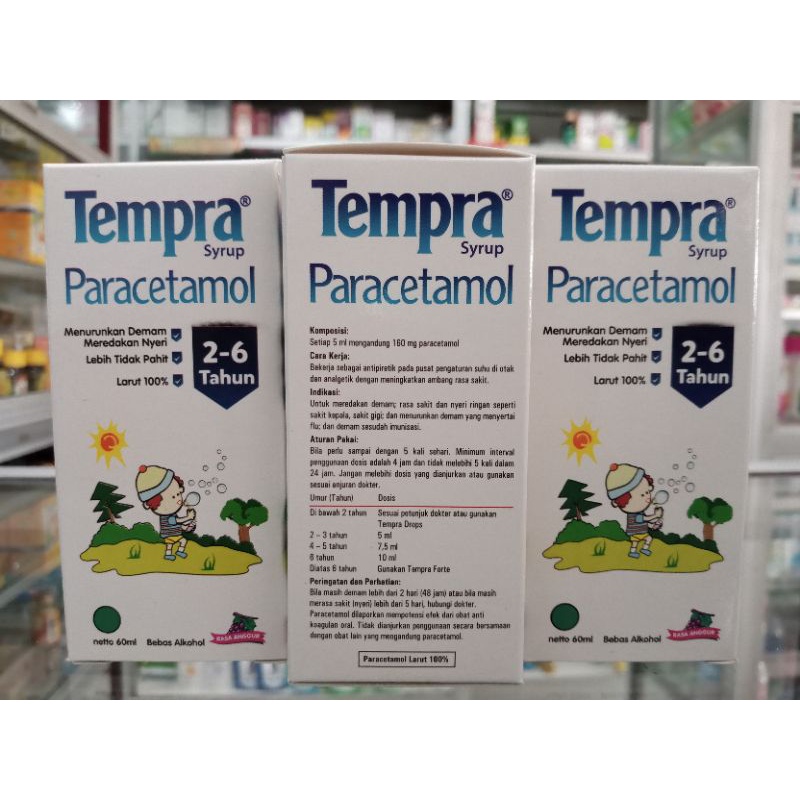 Tempra®
Syrup
Paracetamol
Menurunkan Demam
Meredakan Nyeri
Lebih Tidak Pahit
Larut 100%
2-6
Tahun
netto 60ml Bebas Alkohol
RASA ANGGUR
Tempra®
Syrup
Paracetamol
Komposisi:
Setiap 5 ml mengandung 160 mg paracetamol
Cara Kerja:
Bekerja sebagai antipiretik pada pusat pengaturan suhu di otak
dan analgetik dengan meningkatkan ambang rasa sakit.
Indikasi:
Untuk meredakan demam; rasa sakit dan nyeri ringan seperti
sakit kepala, sakit gigi; dan menurunkan demam yang menyertai
flu; dan demam sesudah imunisasi.
Aturan Pakai:
Bila perlu sampai dengan 5 kali sehari. Minimum interval
penggunaan dosis adalah 4 jam dan tidak melebihi 5 kali dalam
24 jam. Jangan melebihi dosis yang dianjurkan atau gunakan
sesuai anjuran dokter.
Umur (Tahun) Dosis
Di bawah 2 tahun Sesuai petunjuk dokter atau gunakan
Tempra Drops
2 – 3 tahun 5 ml
4 – 5 tahun 7,5 ml
6 tahun 10 ml
Diatas 6 tahun Gunakan Tampra Forte
Peringatan dan Perhatian:
Bila masih demam lebih dari 2 hari (48 jam) atau bila masih
merasa sakit (nyeri) lebih dari 5 hari, hubungi dokter.
Paracetamol dilaporkan mempotensi efek dari obat anti
koagulan oral. Tidak dianjurkan penggunaan secara bersamaan
dengan obat lain yang mengandung paracetamol.
Paracetamol Larut 100%
Tempra®
Syrup
Paracetamol
Menurunkan Demam
Meredakan Nyeri
Lebih Tidak Pahit
Larut 100%
2-6
Tahun
netto 60ml Bebas Alkohol
RASA ANGGUR